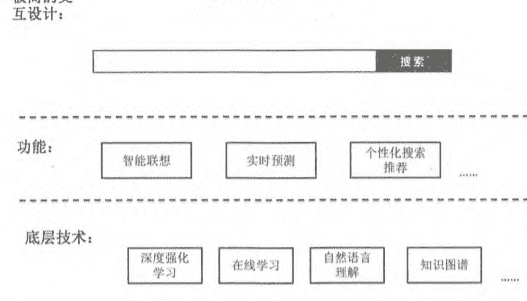 互设计：
搜索
功能：
智能联想
实时预测
个性化搜索
推荐
……
底层技术：
深度强化
学习
在线学习
自然语言
理解
知识图谱
……